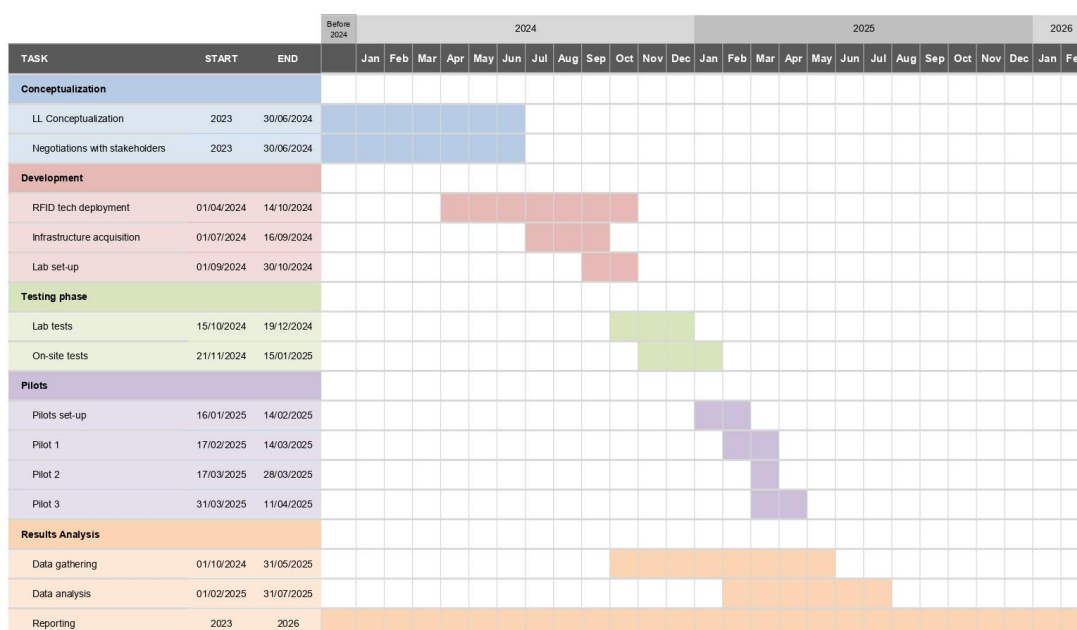 Before 2024 2024 2025 2026
TASK START END Jan Feb Mar Apr May Jun Jul Aug Sep Oct Nov Dec Jan Feb Mar Apr May Jun Jul Aug Sep Oct Nov Dec Jan Fe
Conceptualization
LL Conceptualization 2023 30/06/2024
Negotiations with stakeholders 2023 30/06/2024
Development
RFID tech deployment 01/04/2024 14/10/2024
Infrastructure acquisition 01/07/2024 16/09/2024
Lab set-up 01/09/2024 30/10/2024
Testing phase
Lab tests 15/10/2024 19/12/2024
On-site tests 21/11/2024 15/01/2025
Pilots
Pilots set-up 16/01/2025 14/02/2025
Pilot 1 17/02/2025 14/03/2025
Pilot 2 17/03/2025 28/03/2025
Pilot 3 31/03/2025 11/04/2025
Results Analysis
Data gathering 01/10/2024 31/05/2025
Data analysis 01/02/2025 31/07/2025
Reporting 2023 2026